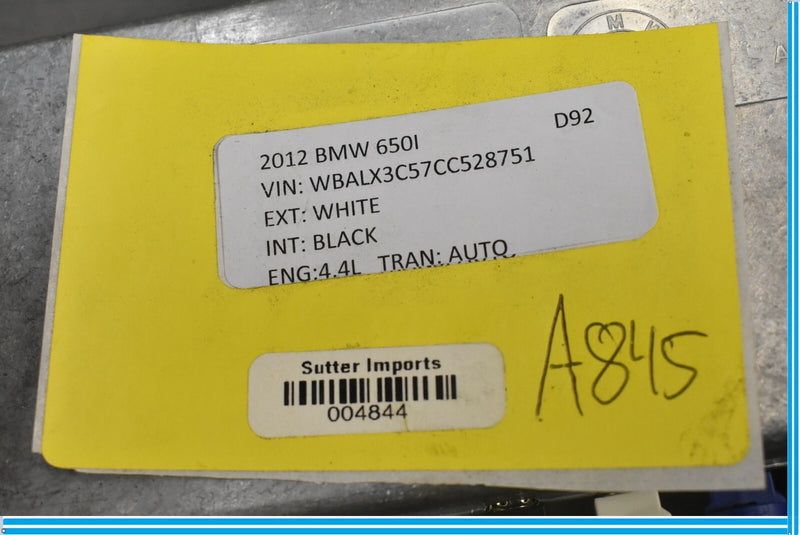 2012 BMW 650I D92
VIN: WBALX3C57CC528751
EXT: WHITE
INT: BLACK
ENG:4.4L TRAN: AUTO
Sutter Imports
004844
A845